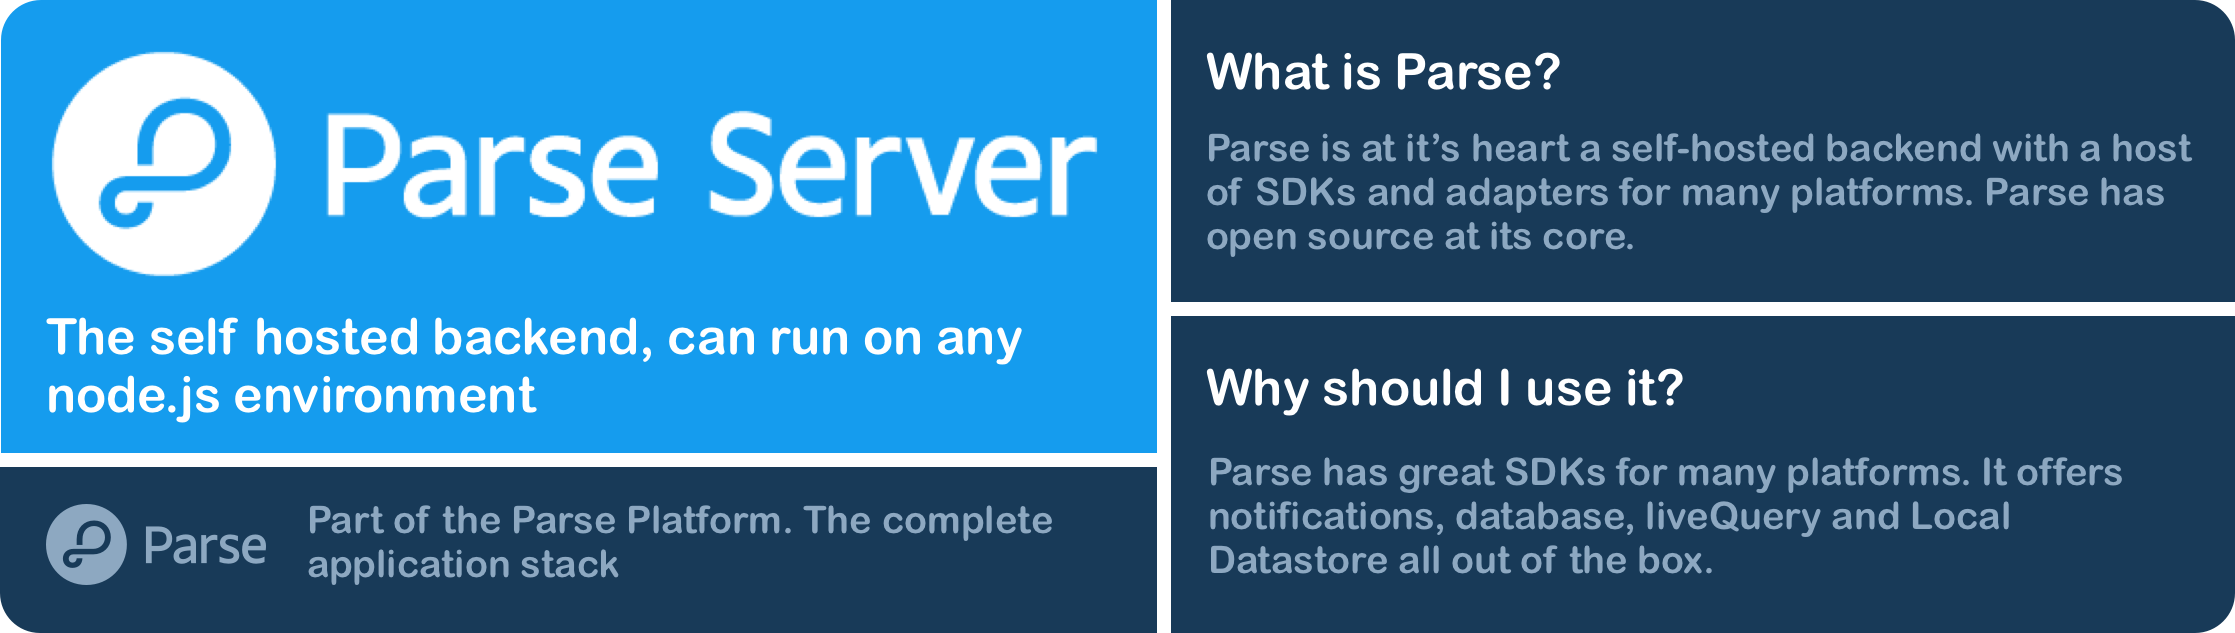 Parse Server
The self hosted backend, can run on any
node.js environment
Parse
Part of the Parse Platform. The complete
application stack
What is Parse?
Parse is at it’s heart a self-hosted backend with a host
of SDKs and adapters for many platforms. Parse has
open source at its core.
Why should I use it?
Parse has great SDKs for many platforms. It offers
notifications, database, liveQuery and Local
Datastore all out of the box.